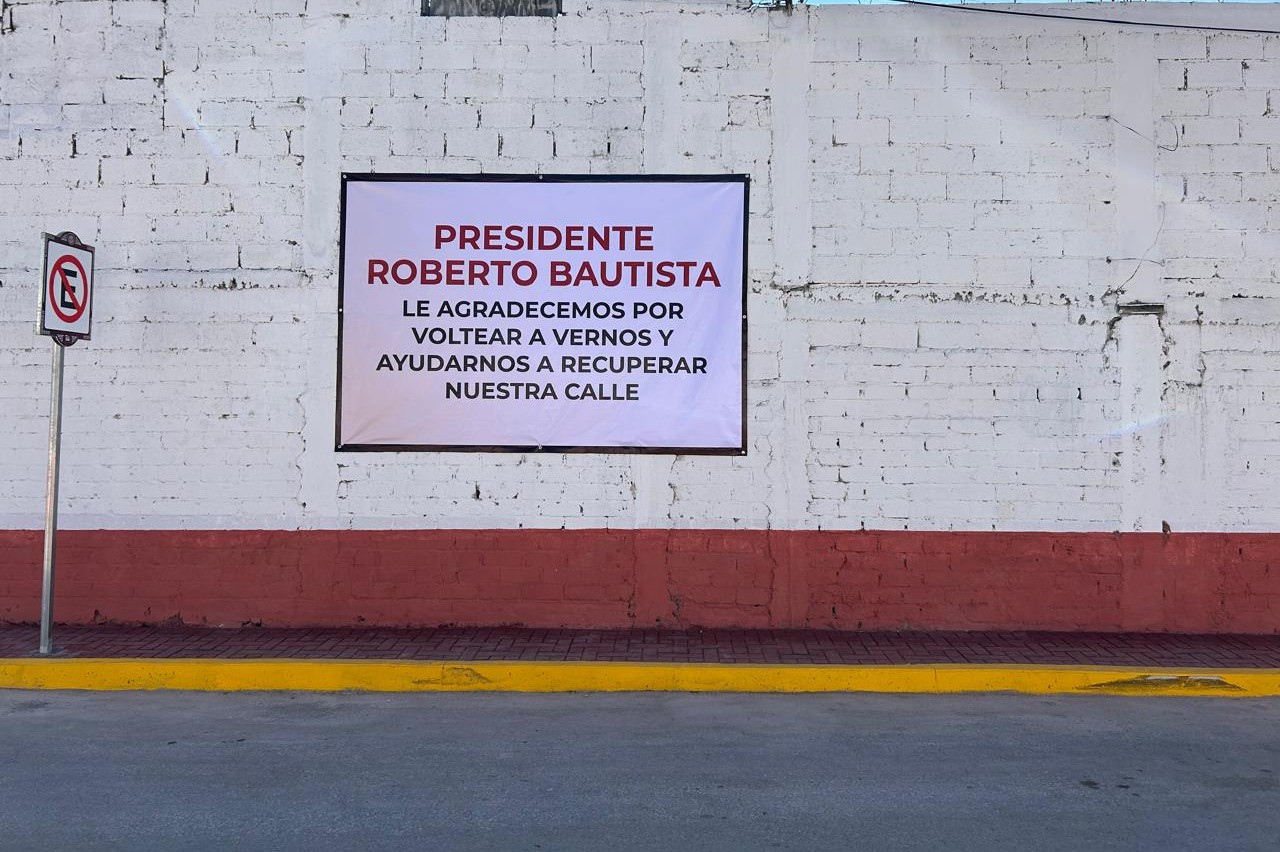 E
PRESIDENTE
ROBERTO BAUTISTA
LE AGRADECEMOS POR
VOLTEAR A VERNOS Y
AYUDARNOS A RECUPERAR
NUESTRA CALLE